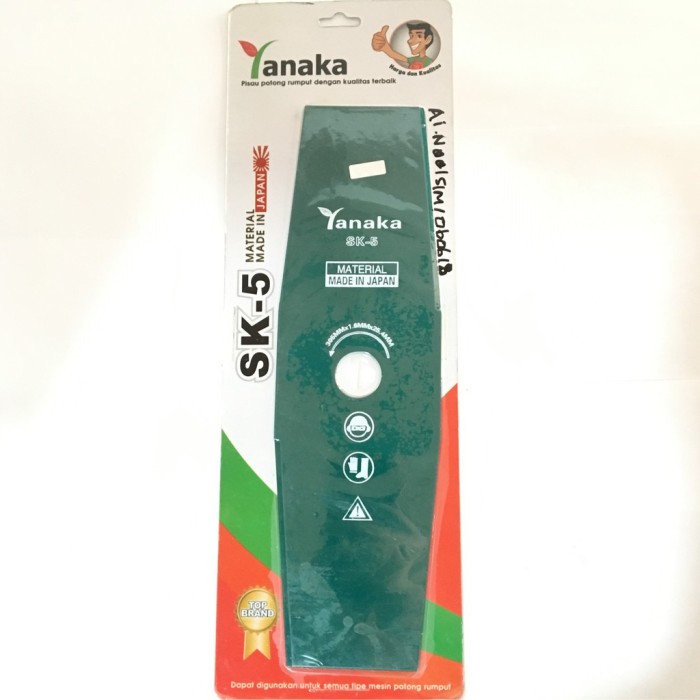 Yanaka
Pisau potong rumput dengan kualitas terbaik
Harga dan Kualitas
SK-5
MATERIAL
MADE IN JAPAN
Yanaka
SK-5
MATERIAL
MADE IN JAPAN
TOP
BRAND
Dapat digunakan untuk semua tipe mesin potong rumput